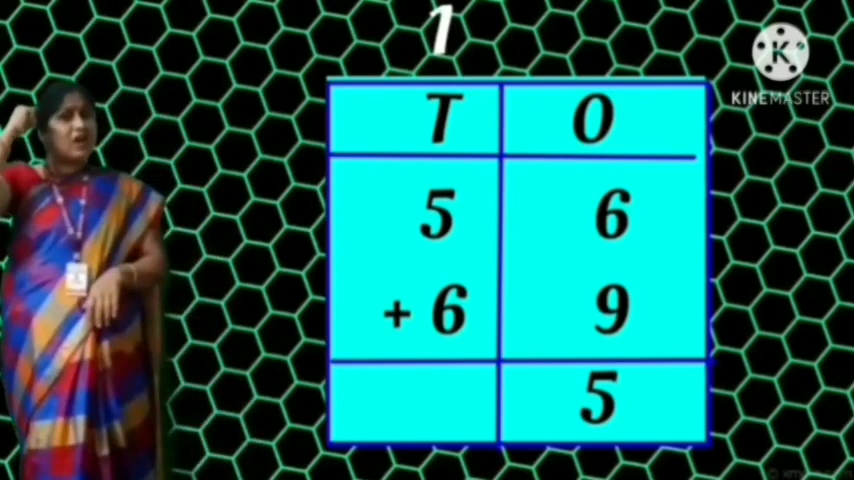 1
T O
5 6
+ 6 9
5
K
KINEMASTER